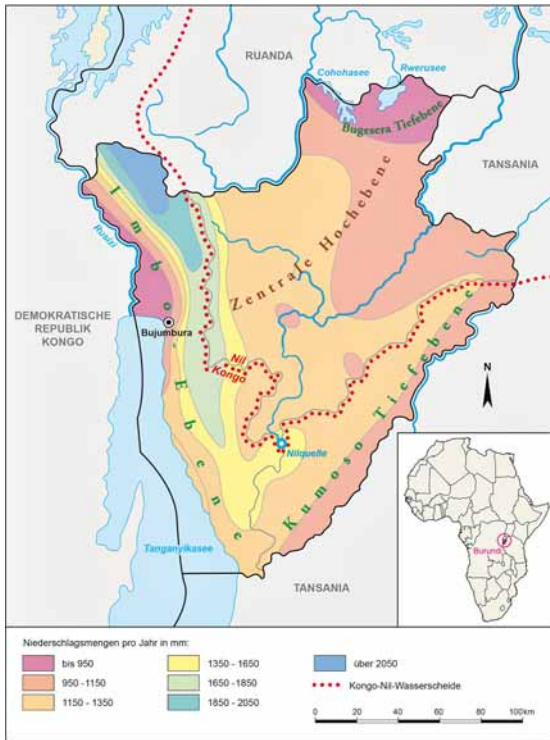 RUANDA
Cohohasee
Rwerusee
Bugesera Tiefebene
TANSANIA
Imbo Ebene
Rusizi
Zentrale Hochebene
DEMOKRATISCHE
REPUBLIK
KONGO
Bujumbura
Nil
Kongo
Kumoso Tiefebene
N
Nilquelle
Tanganyikasee
TANSANIA
Burundi
Niederschlagsmengen pro Jahr in mm:
bis 950
950 - 1150
1150 - 1350
1350 - 1650
1650 - 1850
1850 - 2050
über 2050
Kongo-Nil-Wasserscheide
0 20 40 60 80 100km